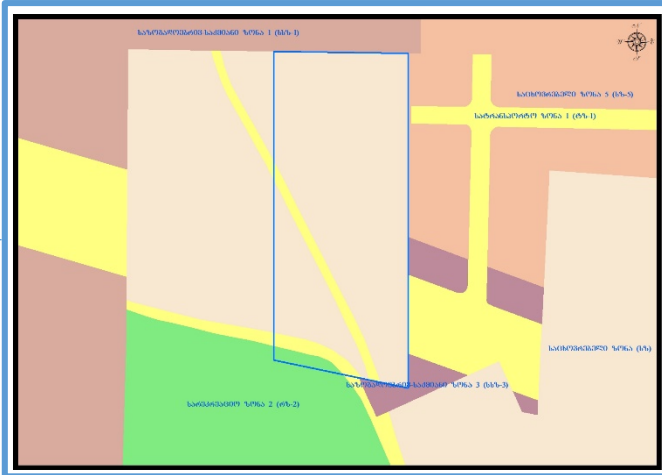 საზოგადოებრივ საქმიანი ზონა 1 (სსზ-1)
საცხოვრებელი ზონა 5 (სზ-5)
სატრანსპორტო ზონა 1 (ტზ-1)
საცხოვრებელი ზონა (სზ)
საზოგადოებრივ-საქმიანი ზონა 3 (სსზ-3)
სარეკრეაციო ზონა 2 (რზ-2)